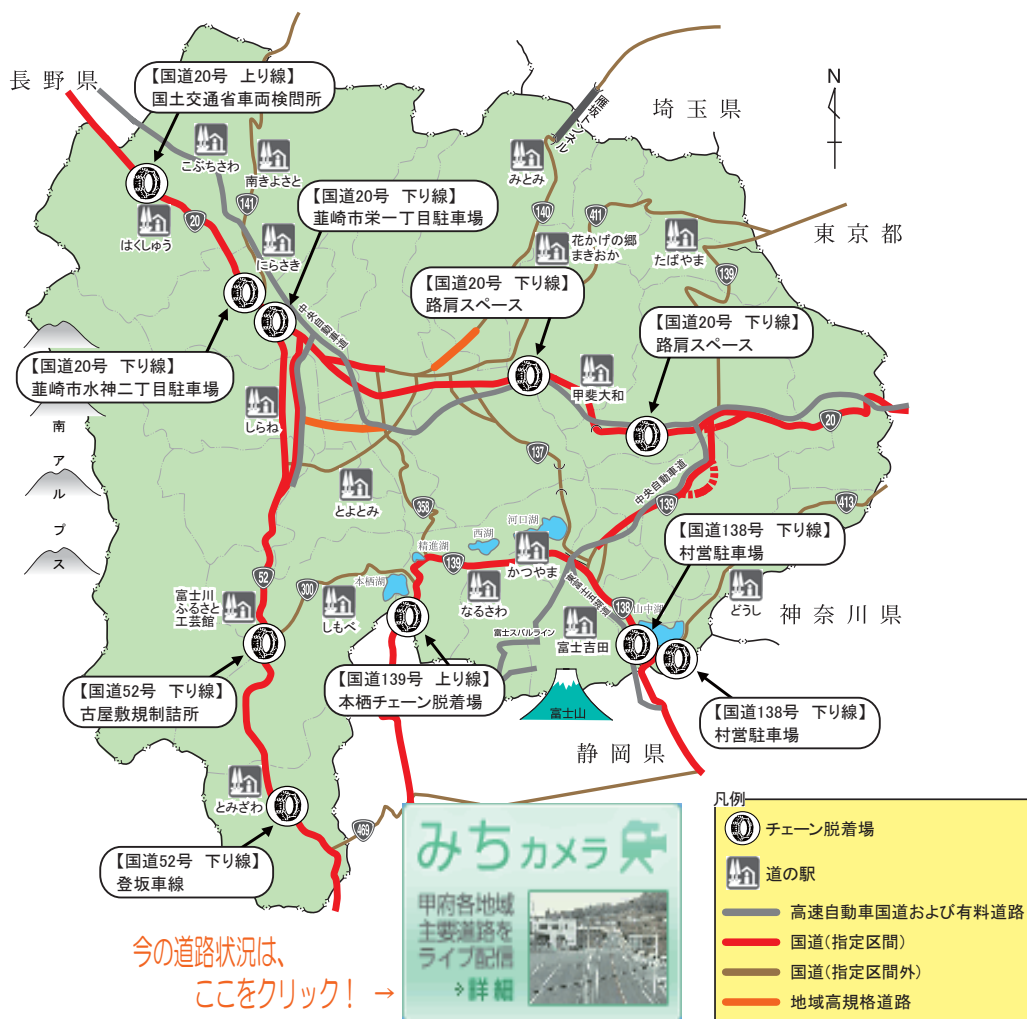 長野県
【国道20号 上り線】
国土交通省車両検問所
こぶちさわ
南きよさと
141
はくしゅう
20
にらさき
【国道20号 下り線】
韮崎市栄一丁目駐車場
雁坂トンネル
埼玉県
N
みとみ
140
411
花かげの郷
まきおか
たばやま
139
東京都
【国道20号 下り線】
路肩スペース
【国道20号 下り線】
路肩スペース
中央自動車道
【国道20号 下り線】
韮崎市水神二丁目駐車場
甲斐大和
しらね
20
南アルプス
137
中央自動車道
139
とよとみ
358
413
河口湖
西湖
精進湖
139
かつやま
【国道138号 下り線】
村営駐車場
52
300
本栖湖
なるさわ
138
山中湖
どうし
神奈川県
富士川
ふるさと
工芸館
しもべ
富士スバルライン
富士吉田
【国道52号 下り線】
古屋敷規制詰所
【国道139号 上り線】
本栖チェーン脱着場
富士山
【国道138号 下り線】
村営駐車場
静岡県
とみざわ
469
【国道52号 下り線】
登坂車線
みちカメラ
甲府各地域
主要道路を
ライブ配信
詳細
今の道路状況は、
ここをクリック! →
凡例
チェーン脱着場
道の駅
高速自動車国道および有料道路
国道(指定区間)
国道(指定区間外)
地域高規格道路